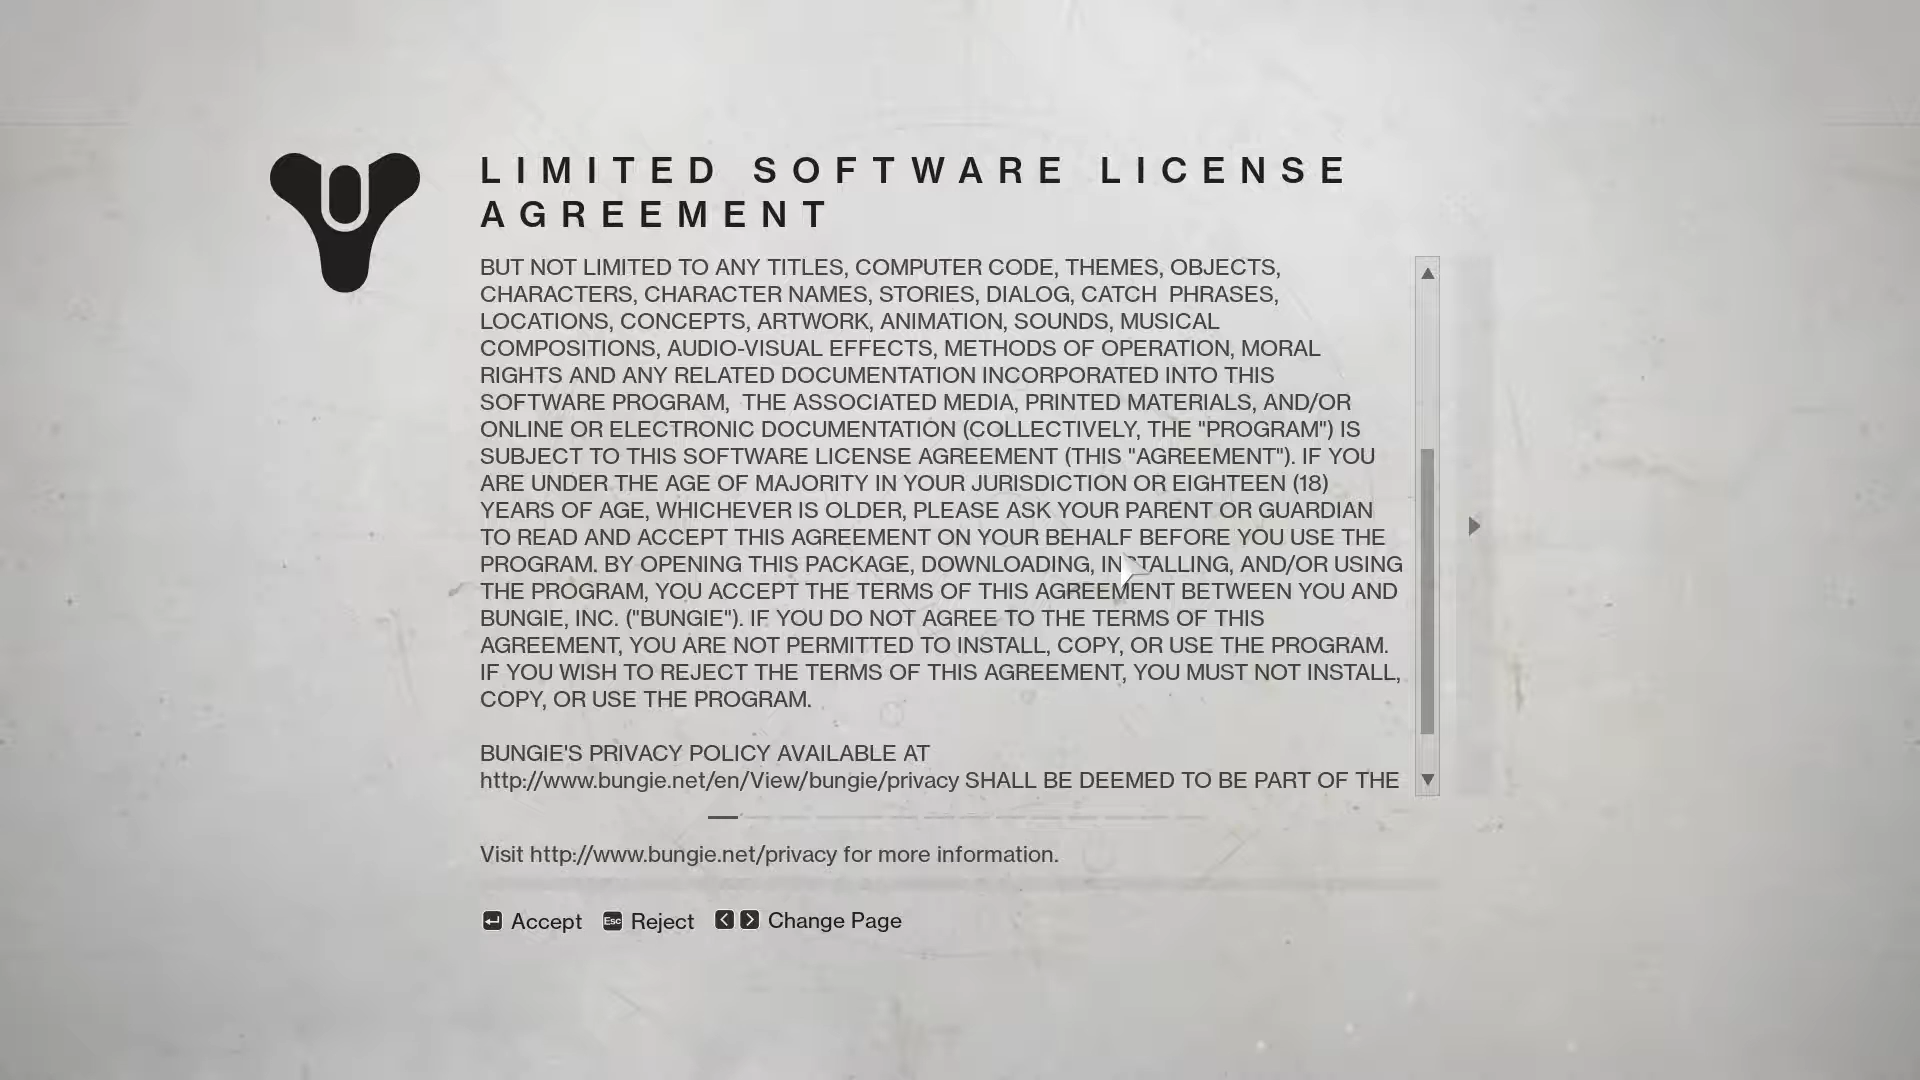 LIMITED SOFTWARE LICENSE
AGREEMENT
BUT NOT LIMITED TO ANY TITLES, COMPUTER CODE, THEMES, OBJECTS,
CHARACTERS, CHARACTER NAMES, STORIES, DIALOG, CATCH  PHRASES,
LOCATIONS, CONCEPTS, ARTWORK, ANIMATION, SOUNDS, MUSICAL
COMPOSITIONS, AUDIO-VISUAL EFFECTS, METHODS OF OPERATION, MORAL
RIGHTS AND ANY RELATED DOCUMENTATION INCORPORATED INTO THIS
SOFTWARE PROGRAM,  THE ASSOCIATED MEDIA, PRINTED MATERIALS, AND/OR
ONLINE OR ELECTRONIC DOCUMENTATION (COLLECTIVELY, THE "PROGRAM") IS
SUBJECT TO THIS SOFTWARE LICENSE AGREEMENT (THIS "AGREEMENT"). IF YOU
ARE UNDER THE AGE OF MAJORITY IN YOUR JURISDICTION OR EIGHTEEN (18)
YEARS OF AGE, WHICHEVER IS OLDER, PLEASE ASK YOUR PARENT OR GUARDIAN
TO READ AND ACCEPT THIS AGREEMENT ON YOUR BEHALF BEFORE YOU USE THE
PROGRAM. BY OPENING THIS PACKAGE, DOWNLOADING, INSTALLING, AND/OR USING
THE PROGRAM, YOU ACCEPT THE TERMS OF THIS AGREEMENT BETWEEN YOU AND
BUNGIE, INC. ("BUNGIE"). IF YOU DO NOT AGREE TO THE TERMS OF THIS
AGREEMENT, YOU ARE NOT PERMITTED TO INSTALL, COPY, OR USE THE PROGRAM.
IF YOU WISH TO REJECT THE TERMS OF THIS AGREEMENT, YOU MUST NOT INSTALL,
COPY, OR USE THE PROGRAM.
BUNGIE'S PRIVACY POLICY AVAILABLE AT
http://www.bungie.net/en/View/bungie/privacy SHALL BE DEEMED TO BE PART OF THE
Visit http://www.bungie.net/privacy for more information.
Accept Esc Reject < > Change Page